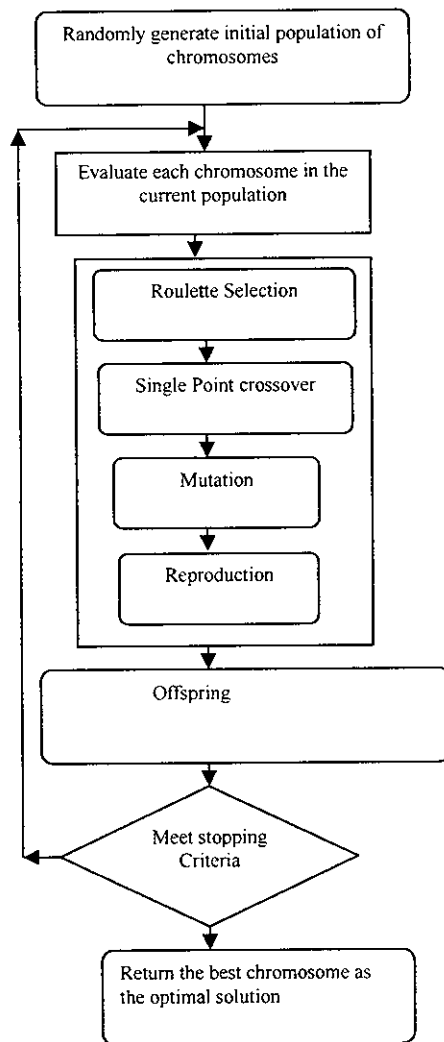 Randomly generate initial population of
chromosomes
Evaluate each chromosome in the
current population
Roulette Selection
Single Point crossover
Mutation
Reproduction
Offspring
Meet stopping
Criteria
Return the best chromosome as
the optimal solution